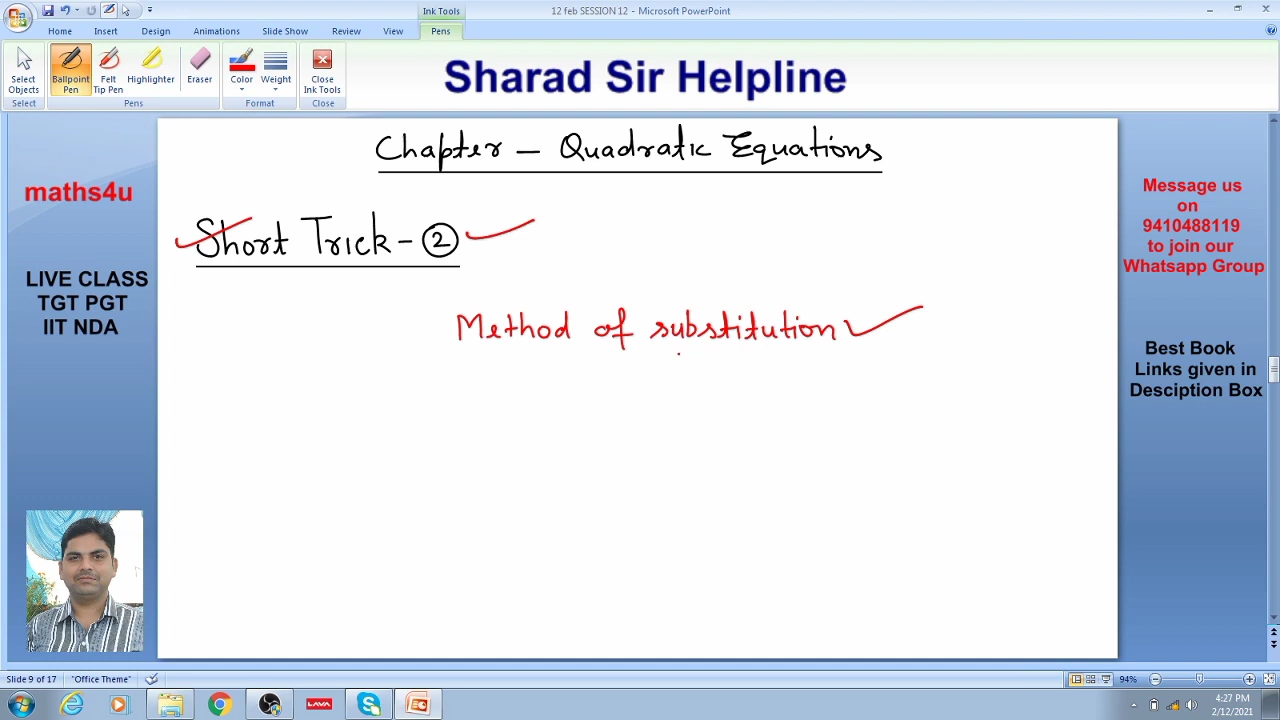 Ink Tools
12 feb SESSION 12 - Microsoft PowerPoint
Home Insert Design Animations Slide Show Review View Pens
Select Objects
Ballpoint Pen
Felt Tip Pen
Highlighter
Eraser
Color
Weight
Close Ink Tools
Select Pens Format Close
Sharad Sir Helpline
Chapter – Quadratic Equations
maths4u
Short Trick - 2
LIVE CLASS
TGT PGT
IIT NDA
Method of substitution
Message us
on
9410488119
to join our
Whatsapp Group
Best Book
Links given in
Desciption Box
Slide 9 of 17 "Office Theme" 94%
LAVA
4:27 PM
2/12/2021